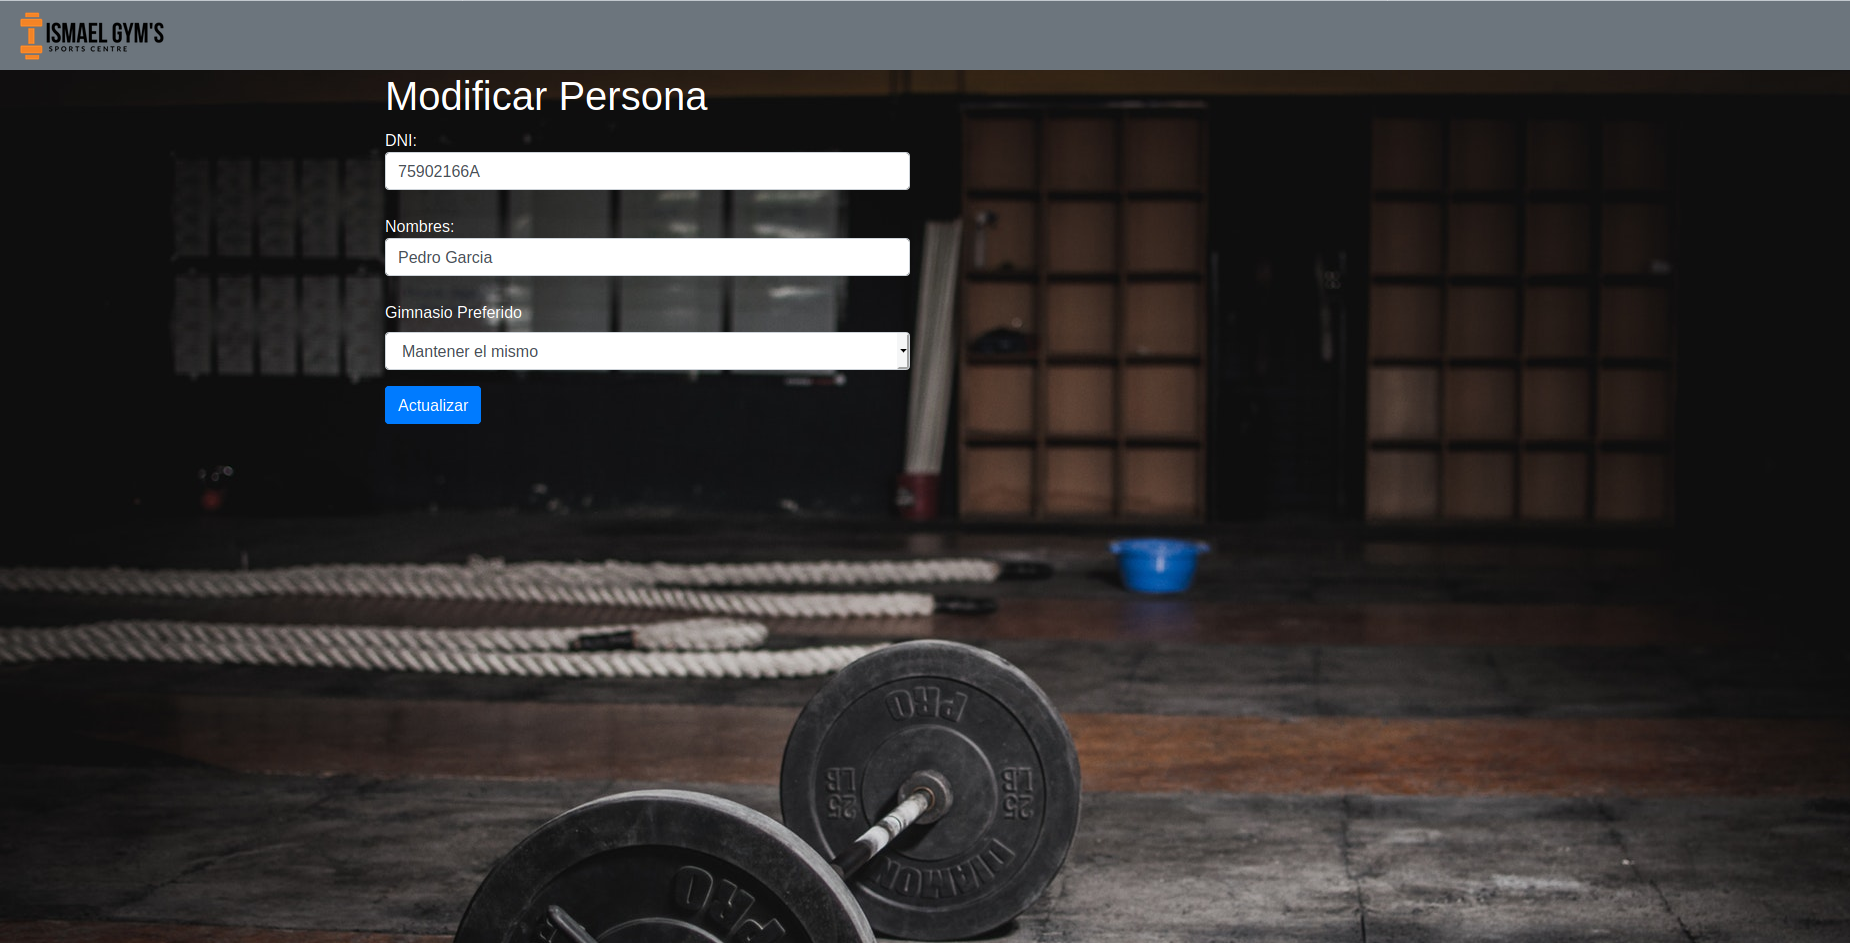 ISMAEL GYM'S
SPORTS CENTRE
Modificar Persona
DNI:
75902166A
Nombres:
Pedro Garcia
Gimnasio Preferido
Mantener el mismo
Actualizar
PRO
25 LB
25 LB
DIAMOND
PRO